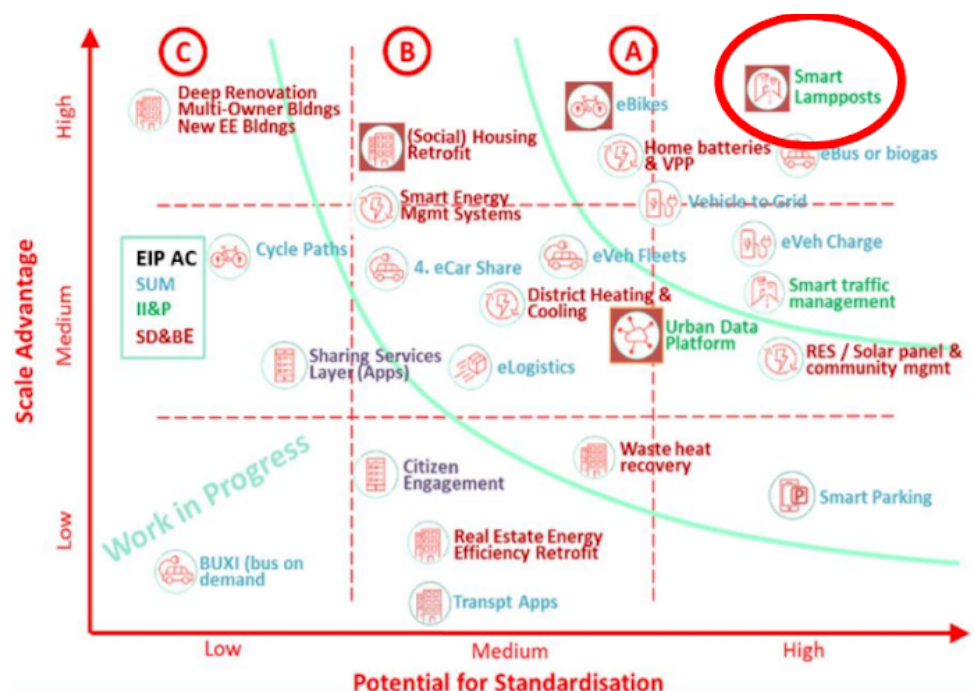 C
B
A
Deep Renovation
Multi-Owner Bldngs
New EE Bldngs
(Social) Housing
Retrofit
eBikes
Smart
Lampposts
Home batteries
& VPP
eBus or biogas
Smart Energy
Mgmt Systems
Vehicle to Grid
EIP AC
SUM
II&P
SD&BE
Cycle Paths
4. eCar Share
eVeh Fleets
eVeh Charge
District Heating &
Cooling
Smart traffic
management
Urban Data
Platform
Sharing Services
Layer (Apps)
eLogistics
RES / Solar panel &
community mgmt
Work in Progress
Citizen
Engagement
Waste heat
recovery
P
Smart Parking
Real Estate Energy
Efficiency Retrofit
BUXI (bus on
demand
Transpt Apps
High
Medium
Low
Scale Advantage
Low
Medium
High
Potential for Standardisation